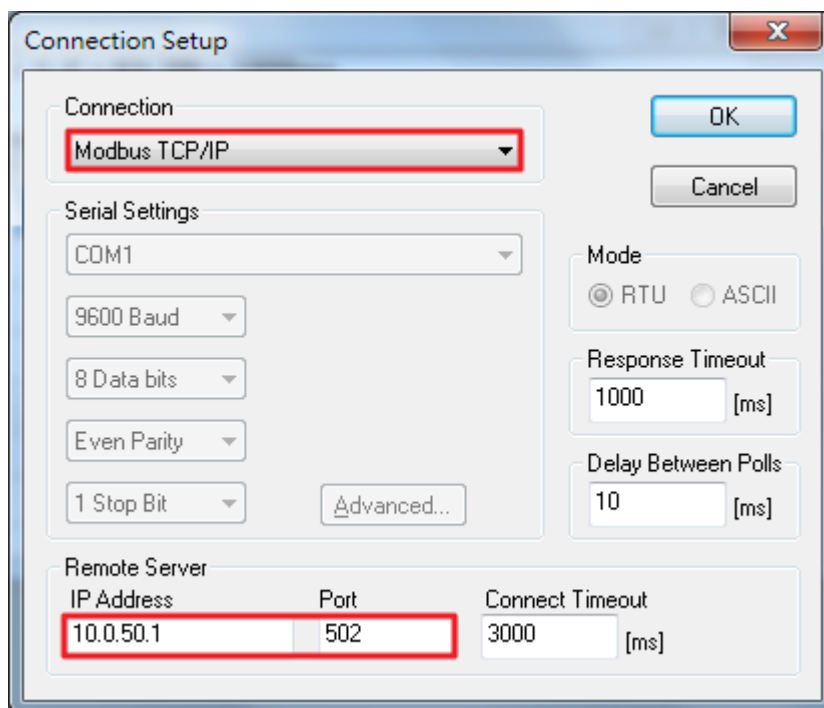 Connection Setup
Connection
Modbus TCP/IP
OK
Cancel
Serial Settings
COM1
Mode
RTU ASCII
9600 Baud
8 Data bits
Response Timeout
1000 [ms]
Even Parity
Delay Between Polls
1 Stop Bit
Advanced...
10 [ms]
Remote Server
IP Address Port Connect Timeout
10.0.50.1 502 3000 [ms]